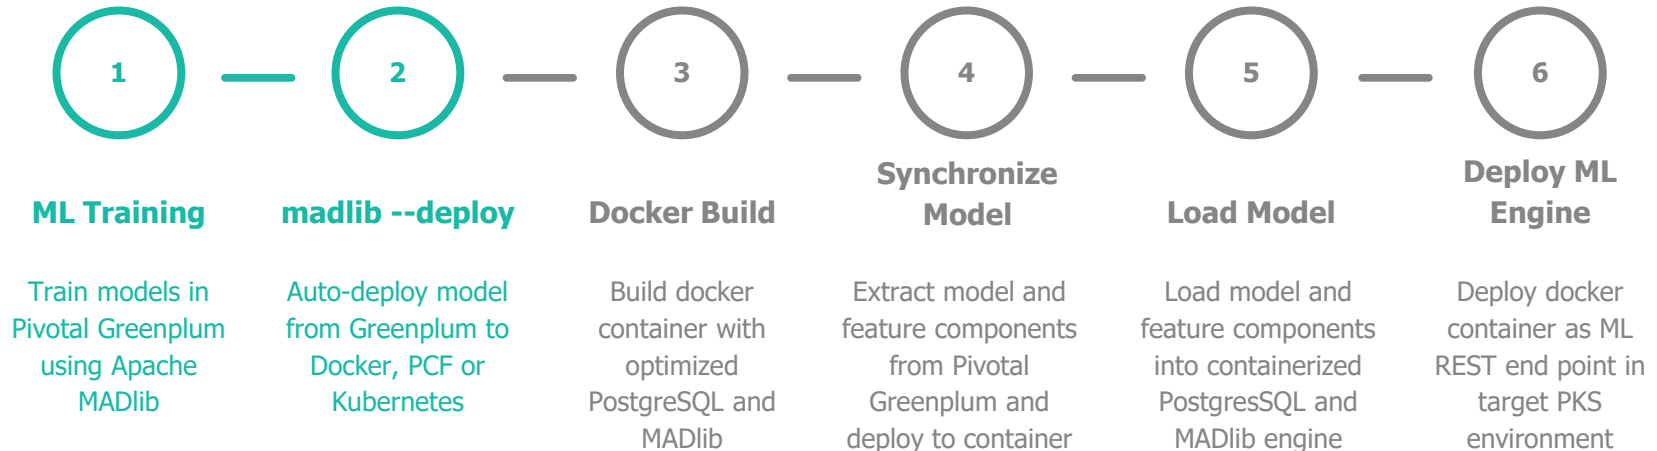 1
2
3
4
5
6
ML Training
madlib --deploy
Docker Build
Synchronize
Model
Load Model
Deploy ML
Engine
Train models in
Pivotal Greenplum
using Apache
MADlib
Auto-deploy model
from Greenplum to
Docker, PCF or
Kubernetes
Build docker
container with
optimized
PostgreSQL and
MADlib
Extract model and
feature components
from Pivotal
Greenplum and
deploy to container
Load model and
feature components
into containerized
PostgresSQL and
MADlib engine
Deploy docker
container as ML
REST end point in
target PKS
environment